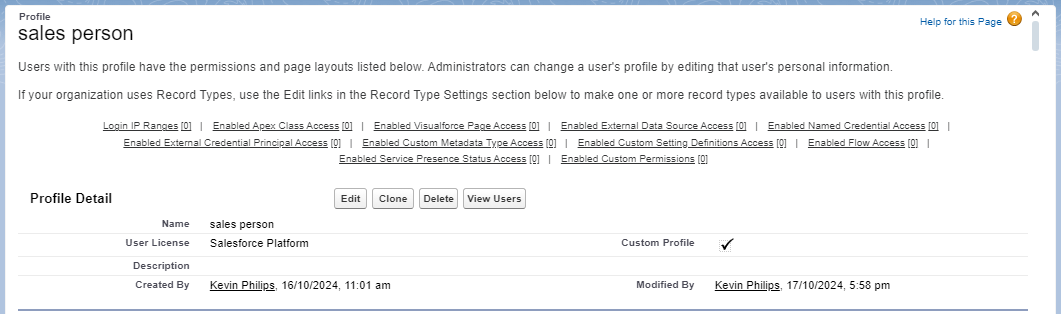 Profile
sales person
Help for this Page ?
Users with this profile have the permissions and page layouts listed below. Administrators can change a user's profile by editing that user's personal information.
If your organization uses Record Types, use the Edit links in the Record Type Settings section below to make one or more record types available to users with this profile.
Login IP Ranges [0] | Enabled Apex Class Access [0] | Enabled Visualforce Page Access [0] | Enabled External Data Source Access [0] | Enabled Named Credential Access [0] |
Enabled External Credential Principal Access [0] | Enabled Custom Metadata Type Access [0] | Enabled Custom Setting Definitions Access [0] | Enabled Flow Access [0] |
Enabled Service Presence Status Access [0] | Enabled Custom Permissions [0]
Profile Detail Edit Clone Delete View Users
Name sales person
User License Salesforce Platform Custom Profile ✓
Description
Created By Kevin Philips, 16/10/2024, 11:01 am Modified By Kevin Philips, 17/10/2024, 5:58 pm